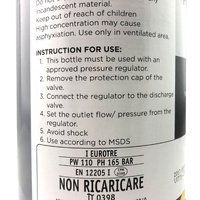 incandescent material.
Keep out of reach of children
High concentration may cause
asphyxiation. Use only in ventilated area.
INSTRUCTION FOR USE:
1. This bottle must be used with an
approved pressure regulator.
2. Remove the protection cap of the
valve.
3. Connect the regulator to the discharge
valve.
4. Set the outlet flow/ pressure from the
regulator.
5. Avoid shock
6. Use according to MSDS
I EUROTRE
PW 110 PH 165 BAR
EN 12205 I
NON RICARICARE
TT 0398